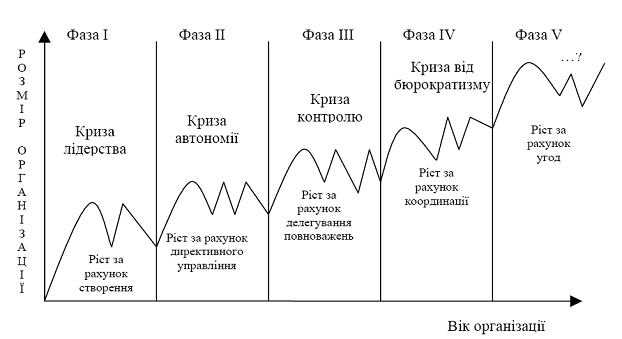 Фаза I
Фаза II
Фаза III
Фаза IV
Фаза V
РОЗМІР ОРГАНІЗАЦІЇ
Криза
лідерства
Криза
автономії
Криза
контролю
Криза від
бюрократизму
…?
Ріст за
рахунок
створення
Ріст за рахунок
директивного
управління
Ріст за
рахунок
делегування
повноважень
Ріст за
рахунок
координації
Ріст за
рахунок
угод
Вік організації